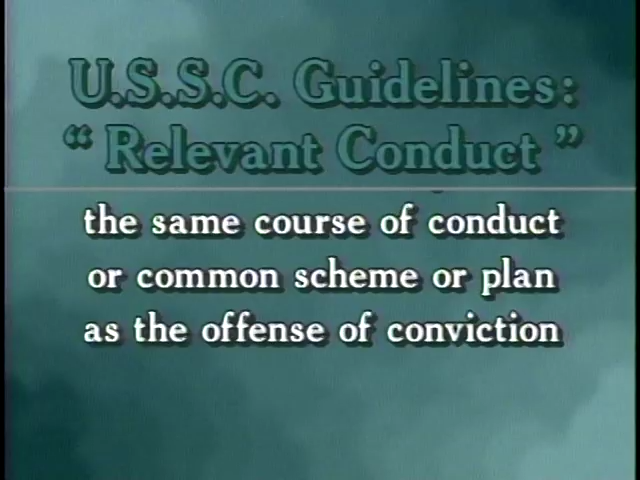 U.S.S.C. Guidelines:
“ Relevant Conduct ”
the same course of conduct
or common scheme or plan
as the offense of conviction